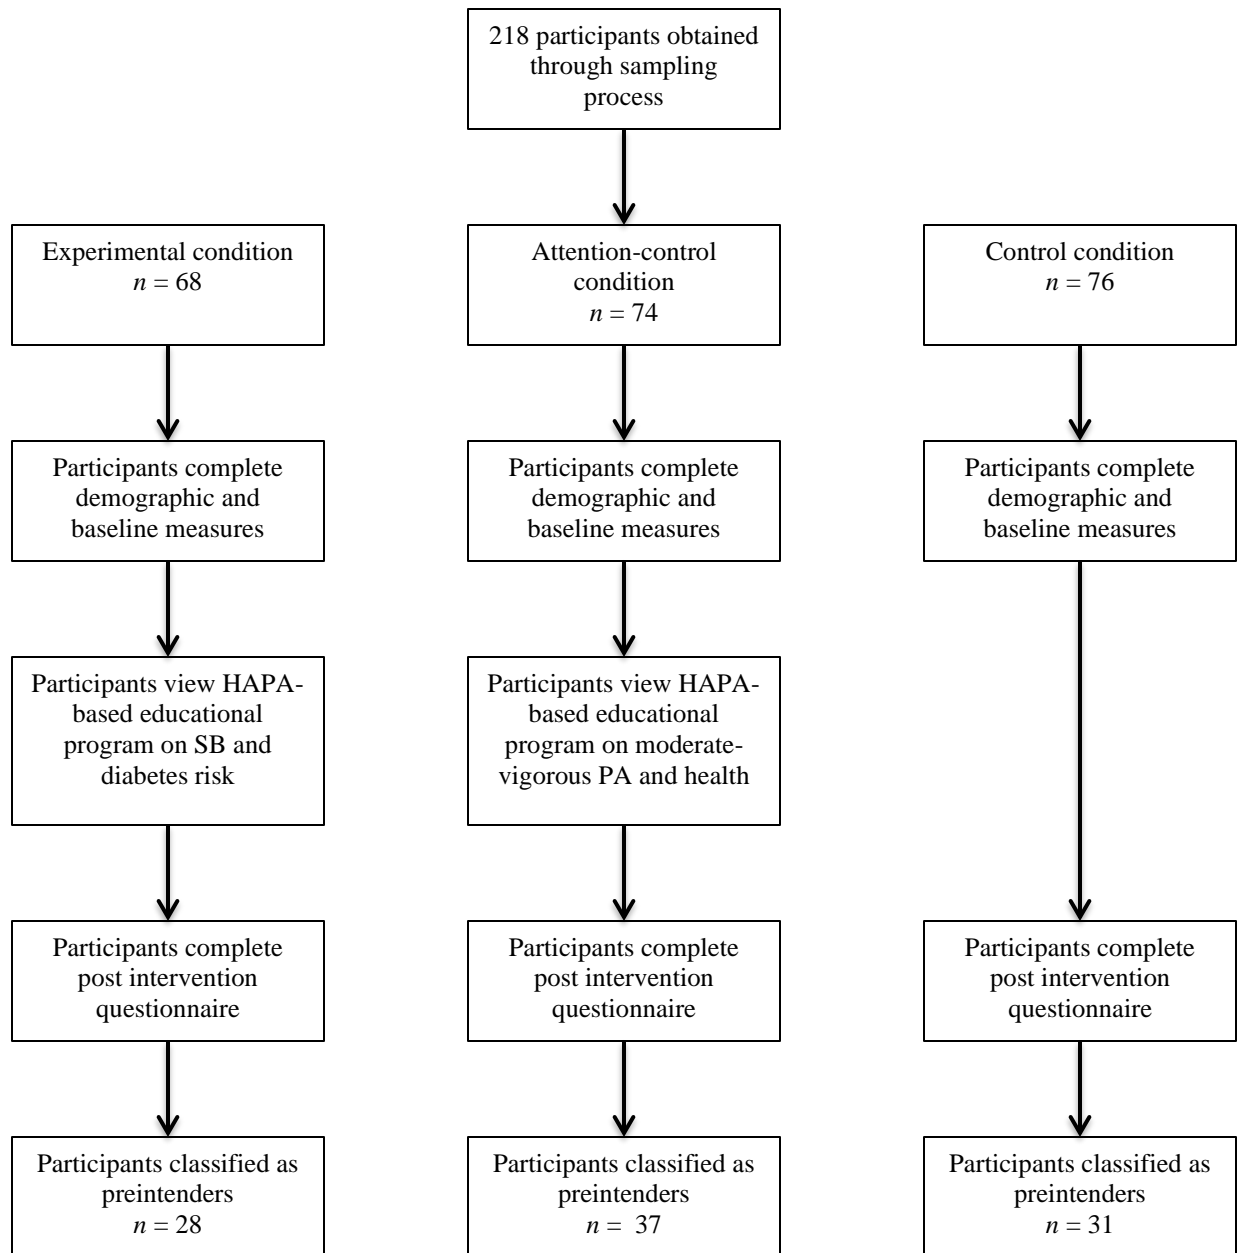 218 participants obtained
through sampling
process
Experimental condition
n = 68
Attention-control
condition
n = 74
Control condition
n = 76
Participants complete
demographic and
baseline measures
Participants complete
demographic and
baseline measures
Participants complete
demographic and
baseline measures
Participants view HAPA-
based educational
program on SB and
diabetes risk
Participants view HAPA-
based educational
program on moderate-
vigorous PA and health
Participants complete
post intervention
questionnaire
Participants complete
post intervention
questionnaire
Participants complete
post intervention
questionnaire
Participants classified as
preintenders
n = 28
Participants classified as
preintenders
n =  37
Participants classified as
preintenders
n = 31